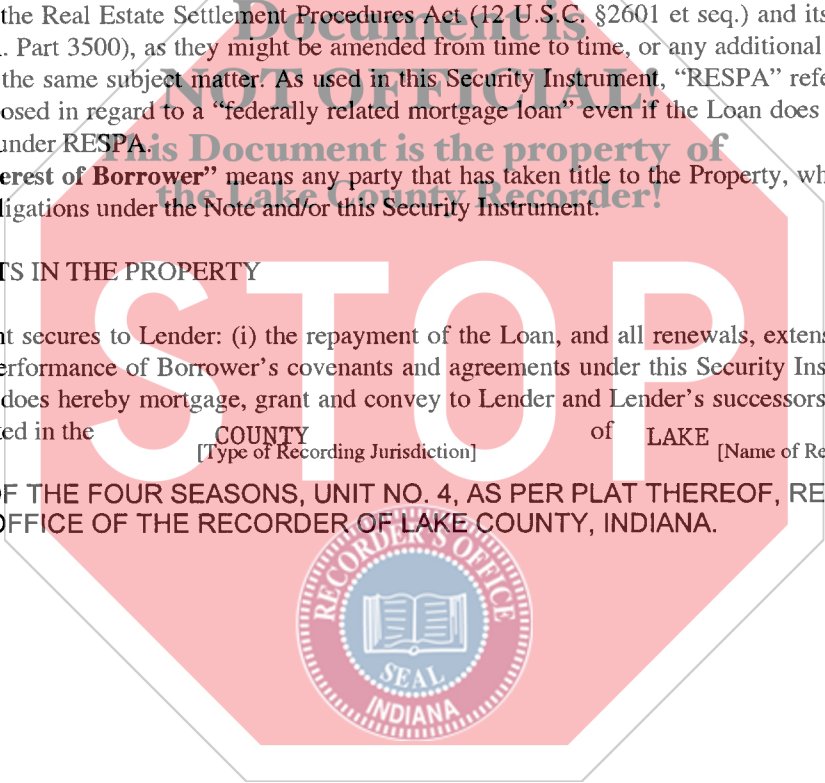 the Real Estate Settlement Procedures Act (12 U.S.C. §2601 et seq.) and its
. Part 3500), as they might be amended from time to time, or any additional
the same subject matter. As used in this Security Instrument, “RESPA” refe
osed in regard to a “federally related mortgage loan” even if the Loan does
under RESPA.
erest of Borrower” means any party that has taken title to the Property, wh
ligations under the Note and/or this Security Instrument.
Document is
NOT OFFICIAL!
This Document is the property of
the Lake County Recorder!
TS IN THE PROPERTY
STOP
nt secures to Lender: (i) the repayment of the Loan, and all renewals, extens
erformance of Borrower’s covenants and agreements under this Security Ins
does hereby mortgage, grant and convey to Lender and Lender’s successors
ed in the COUNTY of LAKE
[Type of Recording Jurisdiction] [Name of Re
OF THE FOUR SEASONS, UNIT NO. 4, AS PER PLAT THEREOF, RE
OFFICE OF THE RECORDER OF LAKE COUNTY, INDIANA.
RECORDER'S OFFICE
SEAL
INDIANA